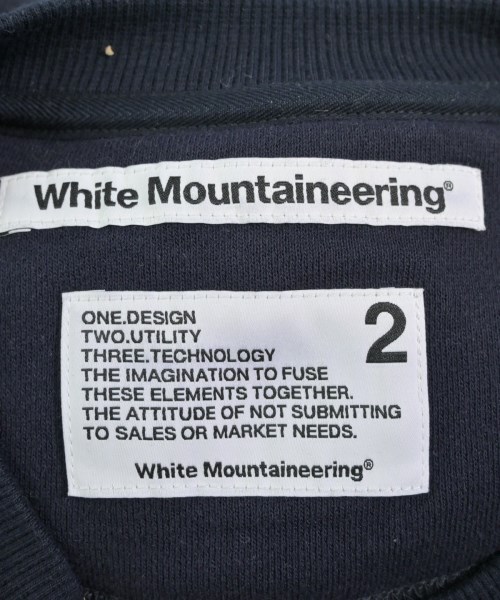 White Mountaineering®
ONE.DESIGN 2
TWO.UTILITY
THREE.TECHNOLOGY
THE IMAGINATION TO FUSE
THESE ELEMENTS TOGETHER.
THE ATTITUDE OF NOT SUBMITTING
TO SALES OR MARKET NEEDS.
White Mountaineering®